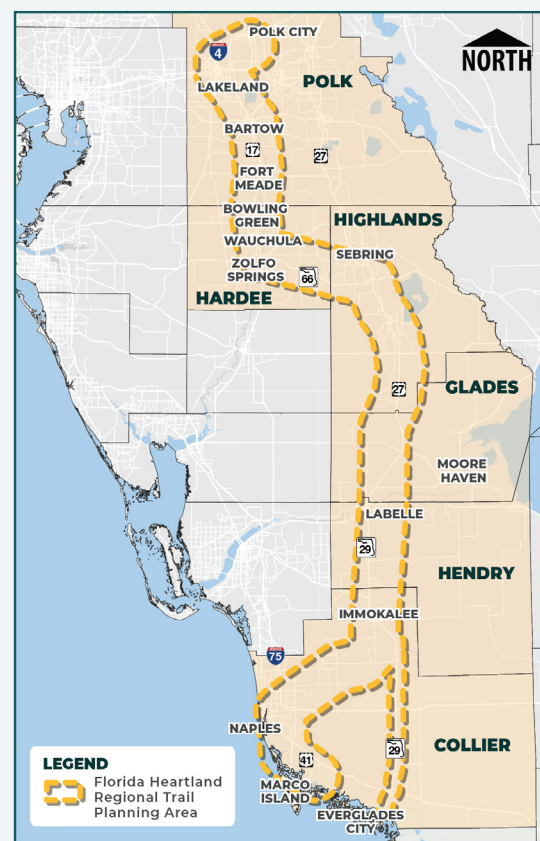 POLK CITY
NORTH
4
POLK
LAKELAND
BARTOW
17
27
FORT
MEADE
BOWLING
GREEN
HIGHLANDS
WAUCHULA
SEBRING
ZOLFO
SPRINGS
66
HARDEE
27
GLADES
MOORE
HAVEN
LABELLE
29
HENDRY
IMMOKALEE
75
NAPLES
29
COLLIER
41
MARCO
ISLAND
EVERGLADES
CITY
LEGEND
Florida Heartland
Regional Trail
Planning Area